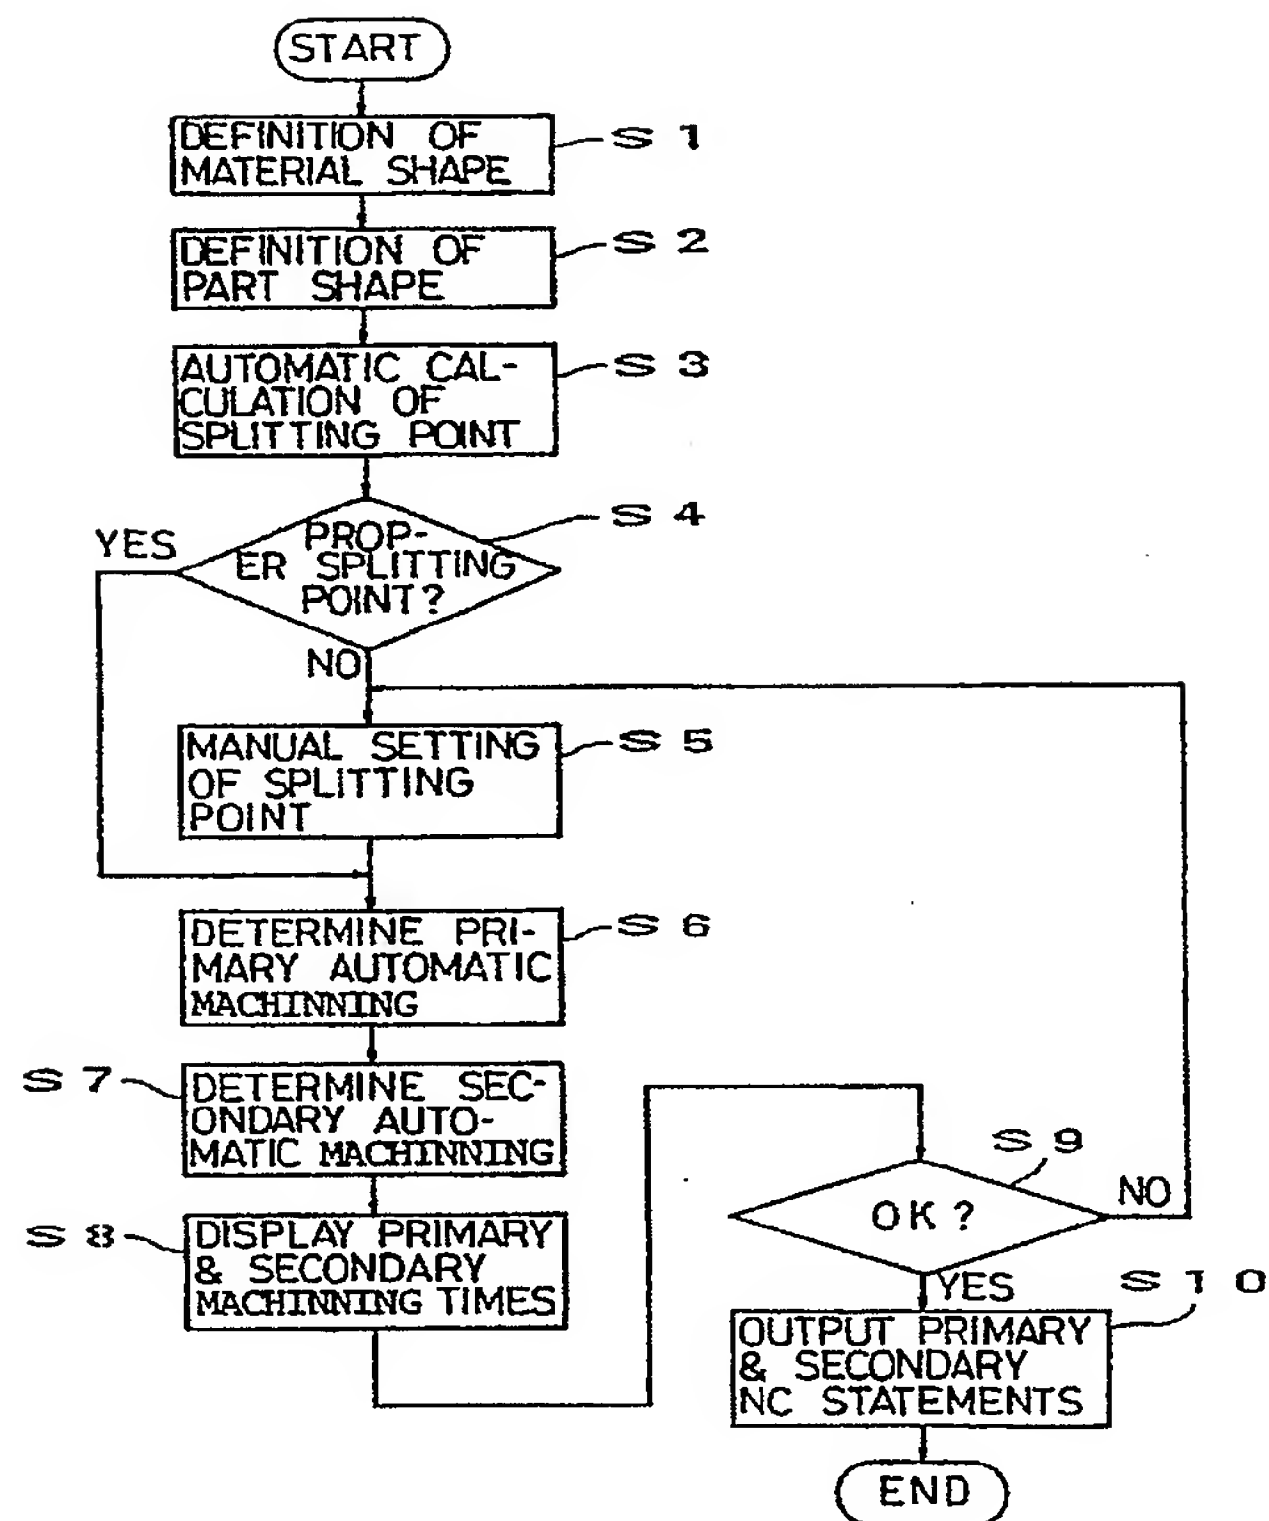 START
DEFINITION OF
MATERIAL SHAPE
S 1
DEFINITION OF
PART SHAPE
S 2
AUTOMATIC CAL-
CULATION OF
SPLITTING POINT
S 3
PROP-
ER SPLITTING
POINT?
S 4
YES
NO
MANUAL SETTING
OF SPLITTING
POINT
S 5
DETERMINE PRI-
MARY AUTOMATIC
MACHINNING
S 6
DETERMINE SEC-
ONDARY AUTO-
MATIC MACHINNING
S 7
DISPLAY PRIMARY
& SECONDARY
MACHINNING TIMES
S 8
OK?
S 9
NO
YES
OUTPUT PRIMARY
& SECONDARY
NC STATEMENTS
S 10
END